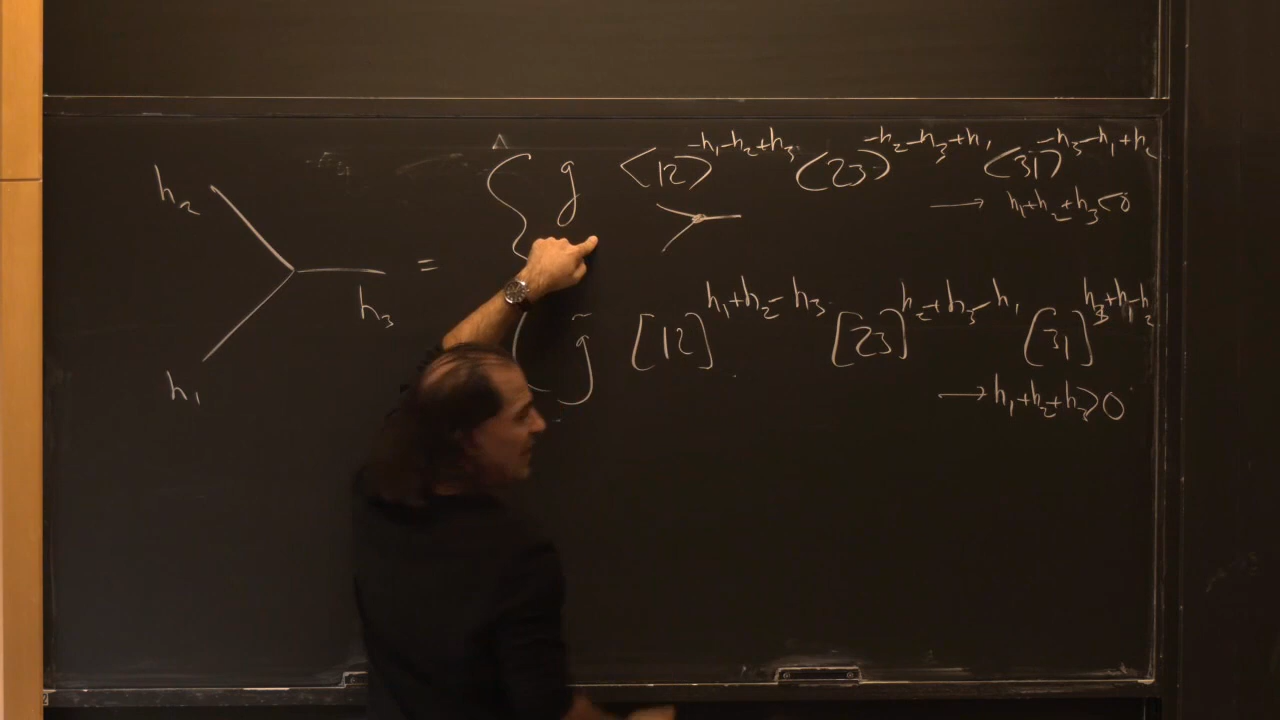 h₂
h₁
h₃
=
g ⟨12⟩^{-h₁-h₂+h₃} ⟨23⟩^{-h₂-h₃+h₁} ⟨31⟩^{-h₃-h₁+h₂}
→ h₁+h₂+h₃<0
g̃ [12]^{h₁+h₂-h₃} [23]^{h₂+h₃-h₁} [31]^{h₃+h₁-h₂}
→ h₁+h₂+h₃>0